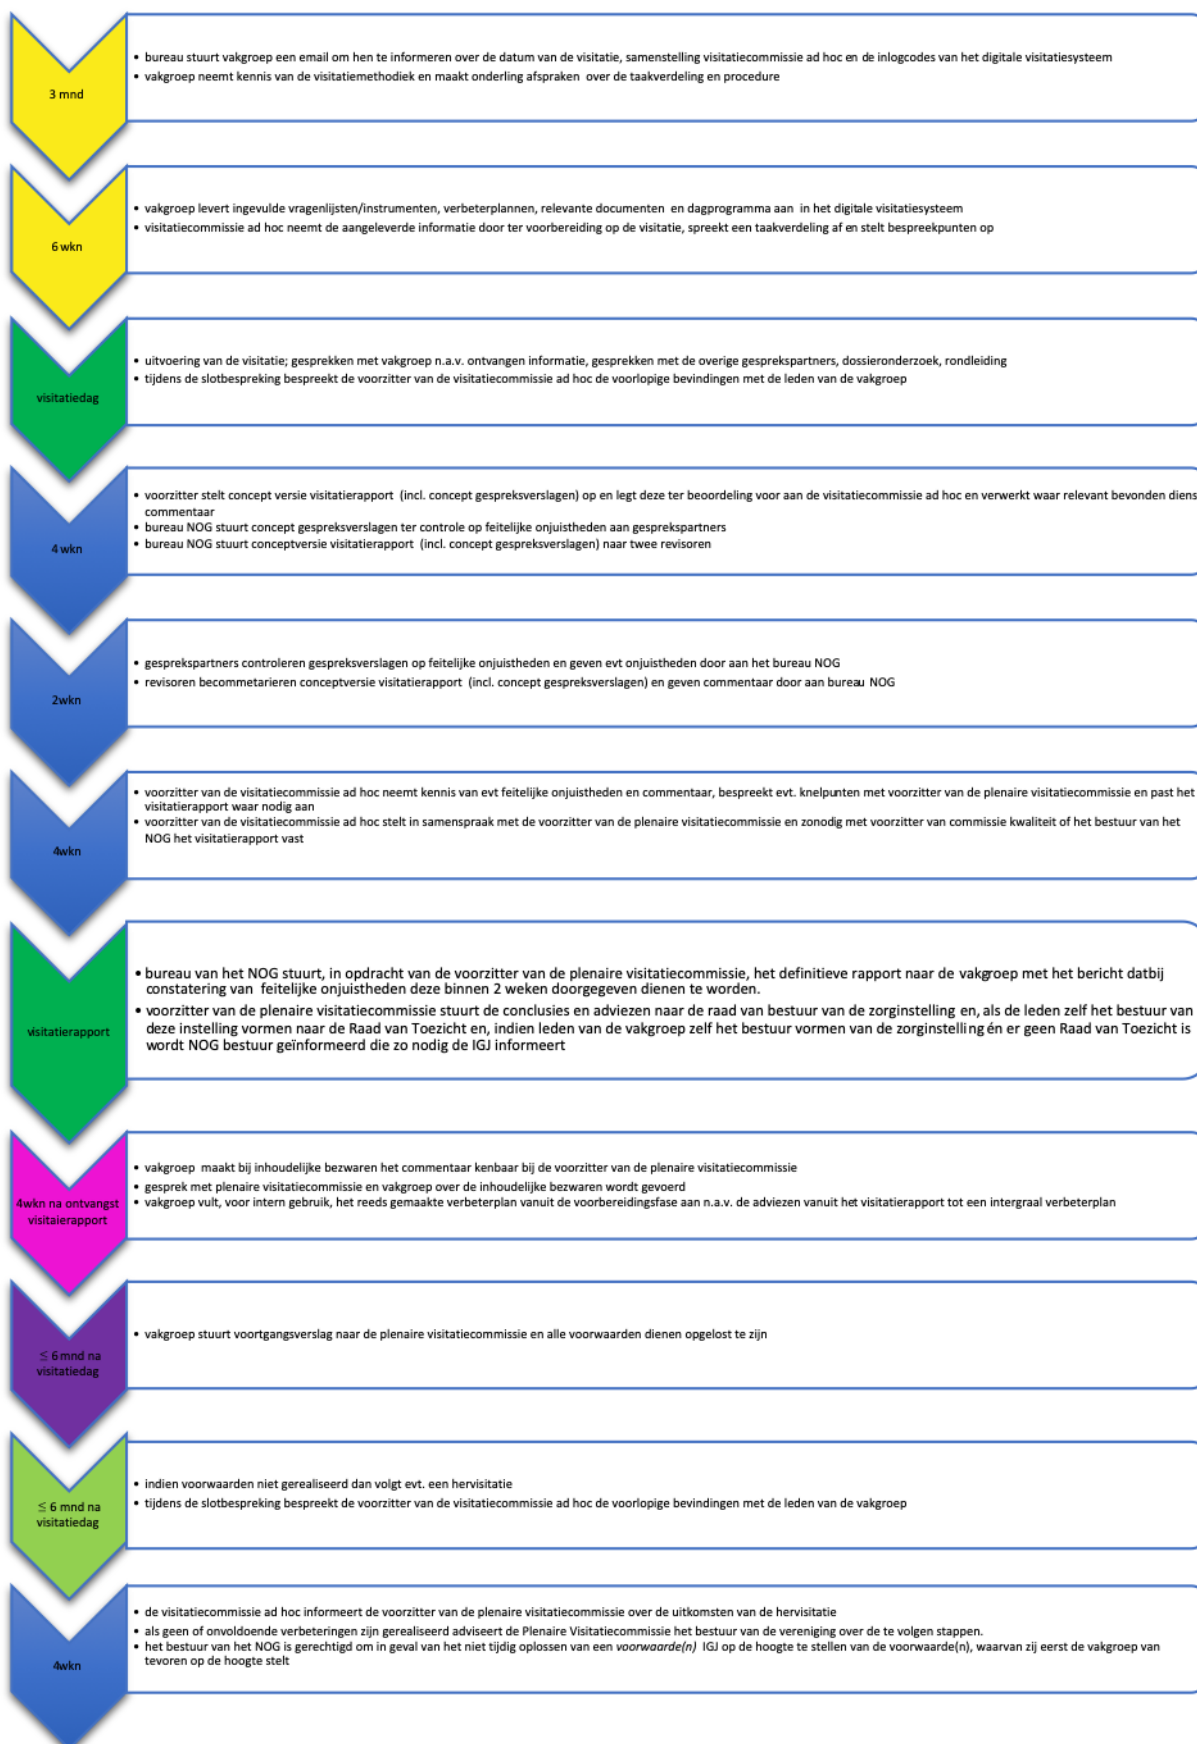 3 mnd
• bureau stuurt vakgroep een email om hen te informeren over de datum van de visitatie, samenstelling visitatiecommissie ad hoc en de inlogcodes van het digitale visitatiesysteem
• vakgroep neemt kennis van de visitatiemethodiek en maakt onderling afspraken over de taakverdeling en procedure
6 wkn
• vakgroep levert ingevulde vragenlijsten/instrumenten, verbeterplannen, relevante documenten en dagprogramma aan in het digitale visitatiesysteem
• visitatiecommissie ad hoc neemt de aangeleverde informatie door ter voorbereiding op de visitatie, spreekt een taakverdeling af en stelt bespreekpunten op
visitatiedag
• uitvoering van de visitatie; gesprekken met vakgroep n.a.v. ontvangen informatie, gesprekken met de overige gesprekspartners, dossieronderzoek, rondleiding
• tijdens de slotbespreking bespreekt de voorzitter van de visitatiecommissie ad hoc de voorlopige bevindingen met de leden van de vakgroep
4 wkn
• voorzitter stelt concept versie visitatierapport (incl. concept gespreksverslagen) op en legt deze ter beoordeling voor aan de visitatiecommissie ad hoc en verwerkt waar relevant bevonden diens
commentaar
• bureau NOG stuurt concept gespreksverslagen ter controle op feitelijke onjuistheden aan gesprekspartners
• bureau NOG stuurt conceptversie visitatierapport (incl. concept gespreksverslagen) naar twee revisoren
2wkn
• gesprekspartners controleren gespreksverslagen op feitelijke onjuistheden en geven evt onjuistheden door aan het bureau NOG
• revisoren becommetarieren conceptversie visitatierapport (incl. concept gespreksverslagen) en geven commentaar door aan bureau NOG
4wkn
• voorzitter van de visitatiecommissie ad hoc neemt kennis van evt feitelijke onjuistheden en commentaar, bespreekt evt. knelpunten met voorzitter van de plenaire visitatiecommissie en past het
visitatierapport waar nodig aan
• voorzitter van de visitatiecommissie ad hoc stelt in samenspraak met de voorzitter van de plenaire visitatiecommissie en zonodig met voorzitter van commissie kwaliteit of het bestuur van het
NOG het visitatierapport vast
visitatierapport
• bureau van het NOG stuurt, in opdracht van de voorzitter van de plenaire visitatiecommissie, het definitieve rapport naar de vakgroep met het bericht datbij
constatering van feitelijke onjuistheden deze binnen 2 weken doorgegeven dienen te worden.
• voorzitter van de plenaire visitatiecommissie stuurt de conclusies en adviezen naar de raad van bestuur van de zorginstelling en, als de leden zelf het bestuur van
deze instelling vormen naar de Raad van Toezicht en, indien leden van de vakgroep zelf het bestuur vormen van de zorginstelling én er geen Raad van Toezicht is
wordt NOG bestuur geïnformeerd die zo nodig de IGJ informeert
4wkn na ontvangst
visitaierapport
• vakgroep maakt bij inhoudelijke bezwaren het commentaar kenbaar bij de voorzitter van de plenaire visitatiecommissie
• gesprek met plenaire visitatiecommissie en vakgroep over de inhoudelijke bezwaren wordt gevoerd
• vakgroep vult, voor intern gebruik, het reeds gemaakte verbeterplan vanuit de voorbereidingsfase aan n.a.v. de adviezen vanuit het visitatierapport tot een intergraal verbeterplan
≤ 6 mnd na
visitatiedag
• vakgroep stuurt voortgangsverslag naar de plenaire visitatiecommissie en alle voorwaarden dienen opgelost te zijn
≤ 6 mnd na
visitatiedag
• indien voorwaarden niet gerealiseerd dan volgt evt. een hervisitatie
• tijdens de slotbespreking bespreekt de voorzitter van de visitatiecommissie ad hoc de voorlopige bevindingen met de leden van de vakgroep
4wkn
• de visitatiecommissie ad hoc informeert de voorzitter van de plenaire visitatiecommissie over de uitkomsten van de hervisitatie
• als geen of onvoldoende verbeteringen zijn gerealiseerd adviseert de Plenaire Visitatiecommissie het bestuur van de vereniging over de te volgen stappen.
• het bestuur van het NOG is gerechtigd om in geval van het niet tijdig oplossen van een voorwaarde(n) IGJ op de hoogte te stellen van de voorwaarde(n), waarvan zij eerst de vakgroep van
tevoren op de hoogte stelt